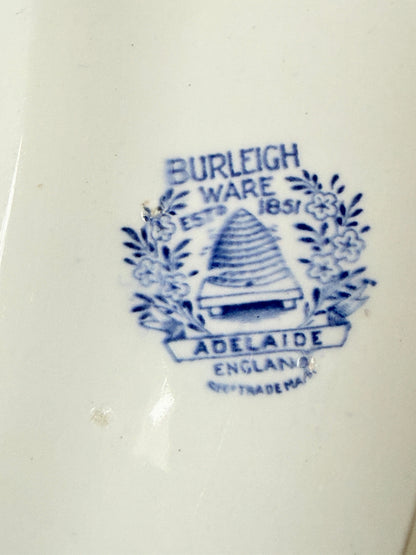 BURLEIGH
WARE
ESTD 1851
ADELAIDE
ENGLAND
REGD TRADE MARK